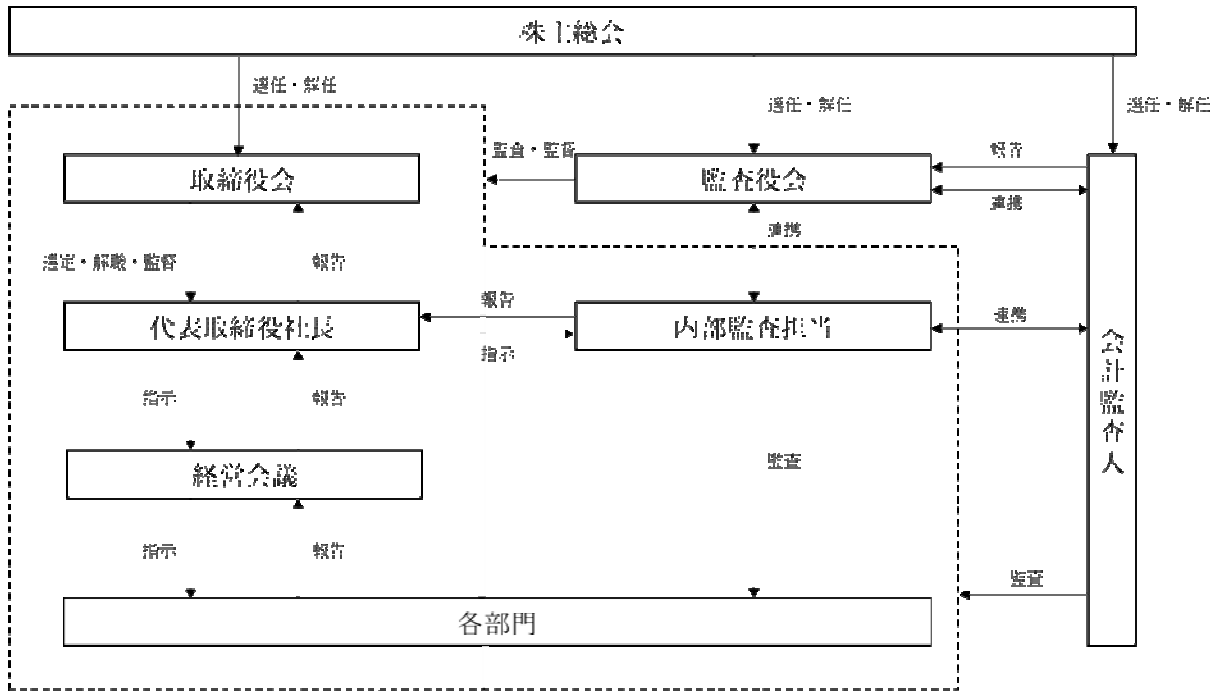 株主総会
選任・解任
選任・解任
選任・解任
監査・監督
報告
取締役会
監査役会
連携
連携
選定・解職・監督
報告
報告
代表取締役社長
内部監査担当
連携
指示
会計監査人
指示
報告
監査
経営会議
指示
報告
監査
各部門